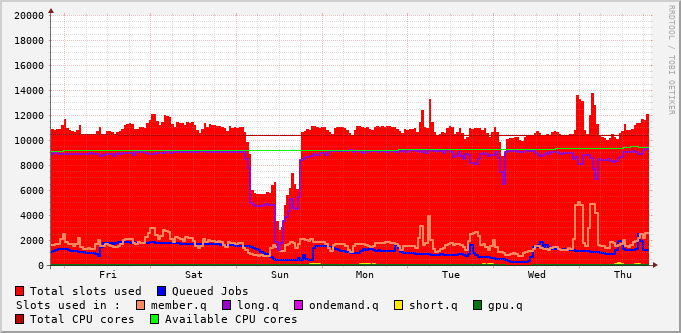 RRDTOOL / TOBI OETIKER
20000
18000
16000
14000
12000
10000
8000
6000
4000
2000
0
Fri Sat Sun Mon Tue Wed Thu
Total slots used Queued Jobs
Slots used in : member.q long.q ondemand.q short.q gpu.q
Total CPU cores Available CPU cores